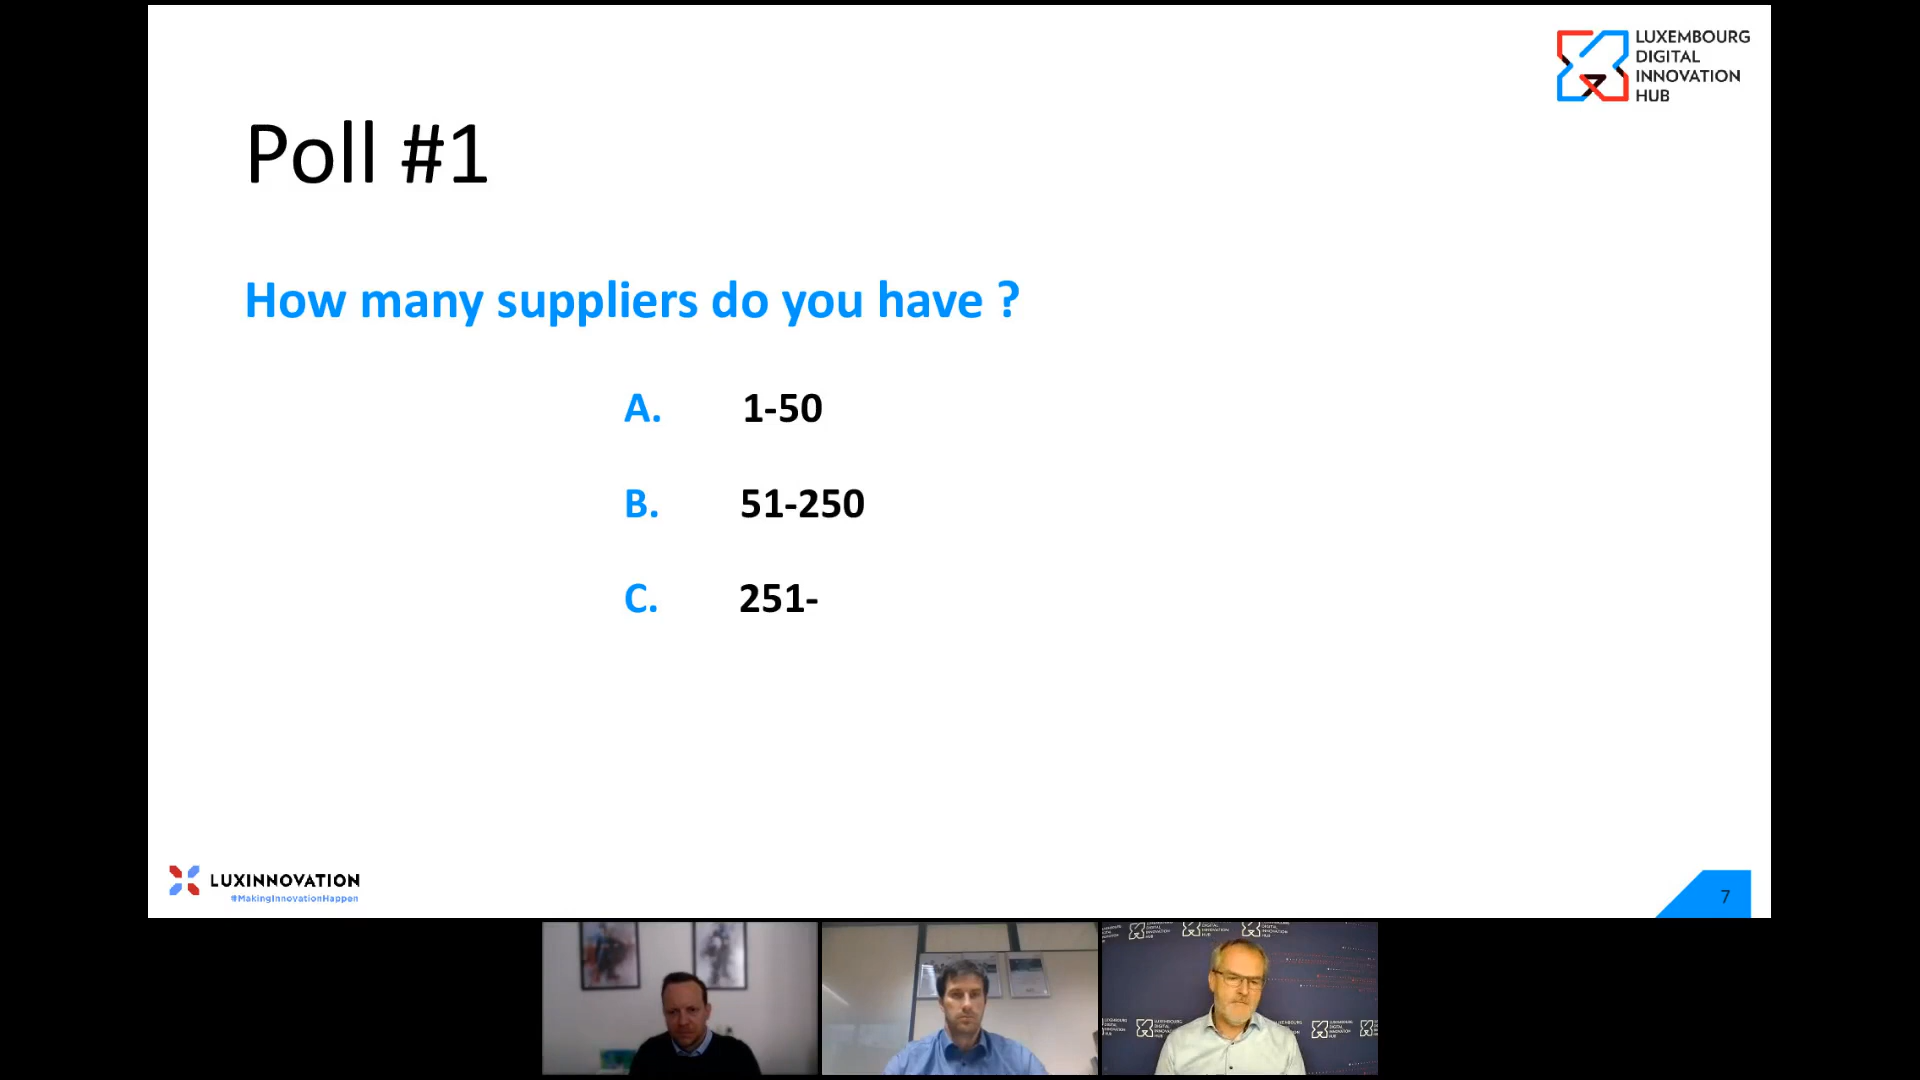 LUXEMBOURG
DIGITAL
INNOVATION
HUB
Poll #1
How many suppliers do you have ?
A. 1-50
B. 51-250
C. 251-
LUXINNOVATION
#MakingInnovationHappen
7